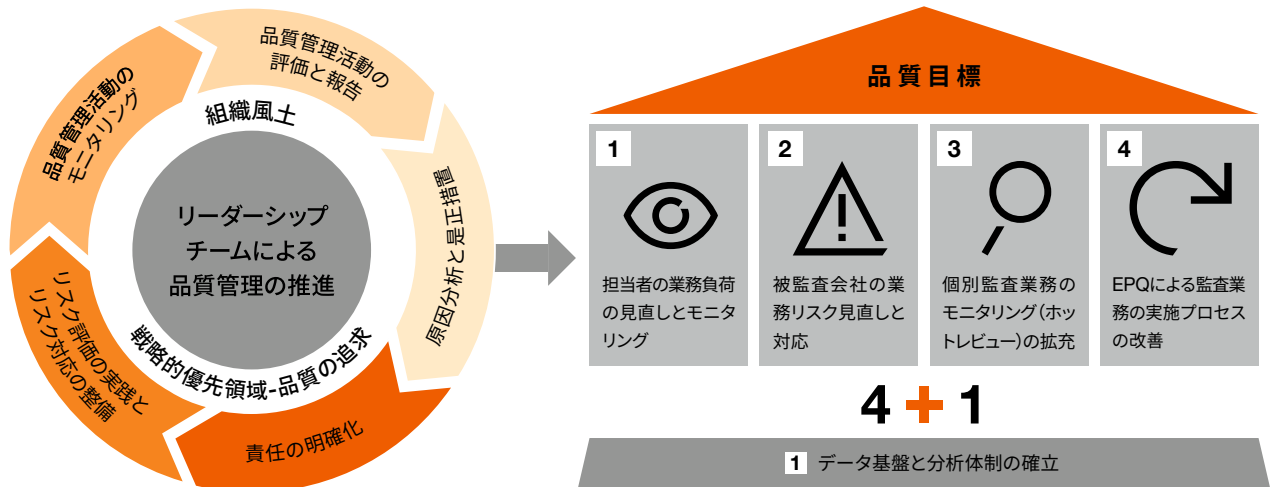 品質管理活動の
評価と報告
品質管理活動の
モニタリング
組織風土
原因分析と是正措置
リーダーシップ
チームによる
品質管理の推進
戦略的優先領域-品質の追求
リスク評価の実践と
リスク対応の整備
責任の明確化
品質目標
1
担当者の業務負荷
の見直しとモニタ
リング
2
被監査会社の業
務リスク見直しと
対応
3
個別監査業務の
モニタリング(ホッ
トレビュー)の拡充
4
EPQによる監査業
務の実施プロセス
の改善
4+1
1 データ基盤と分析体制の確立